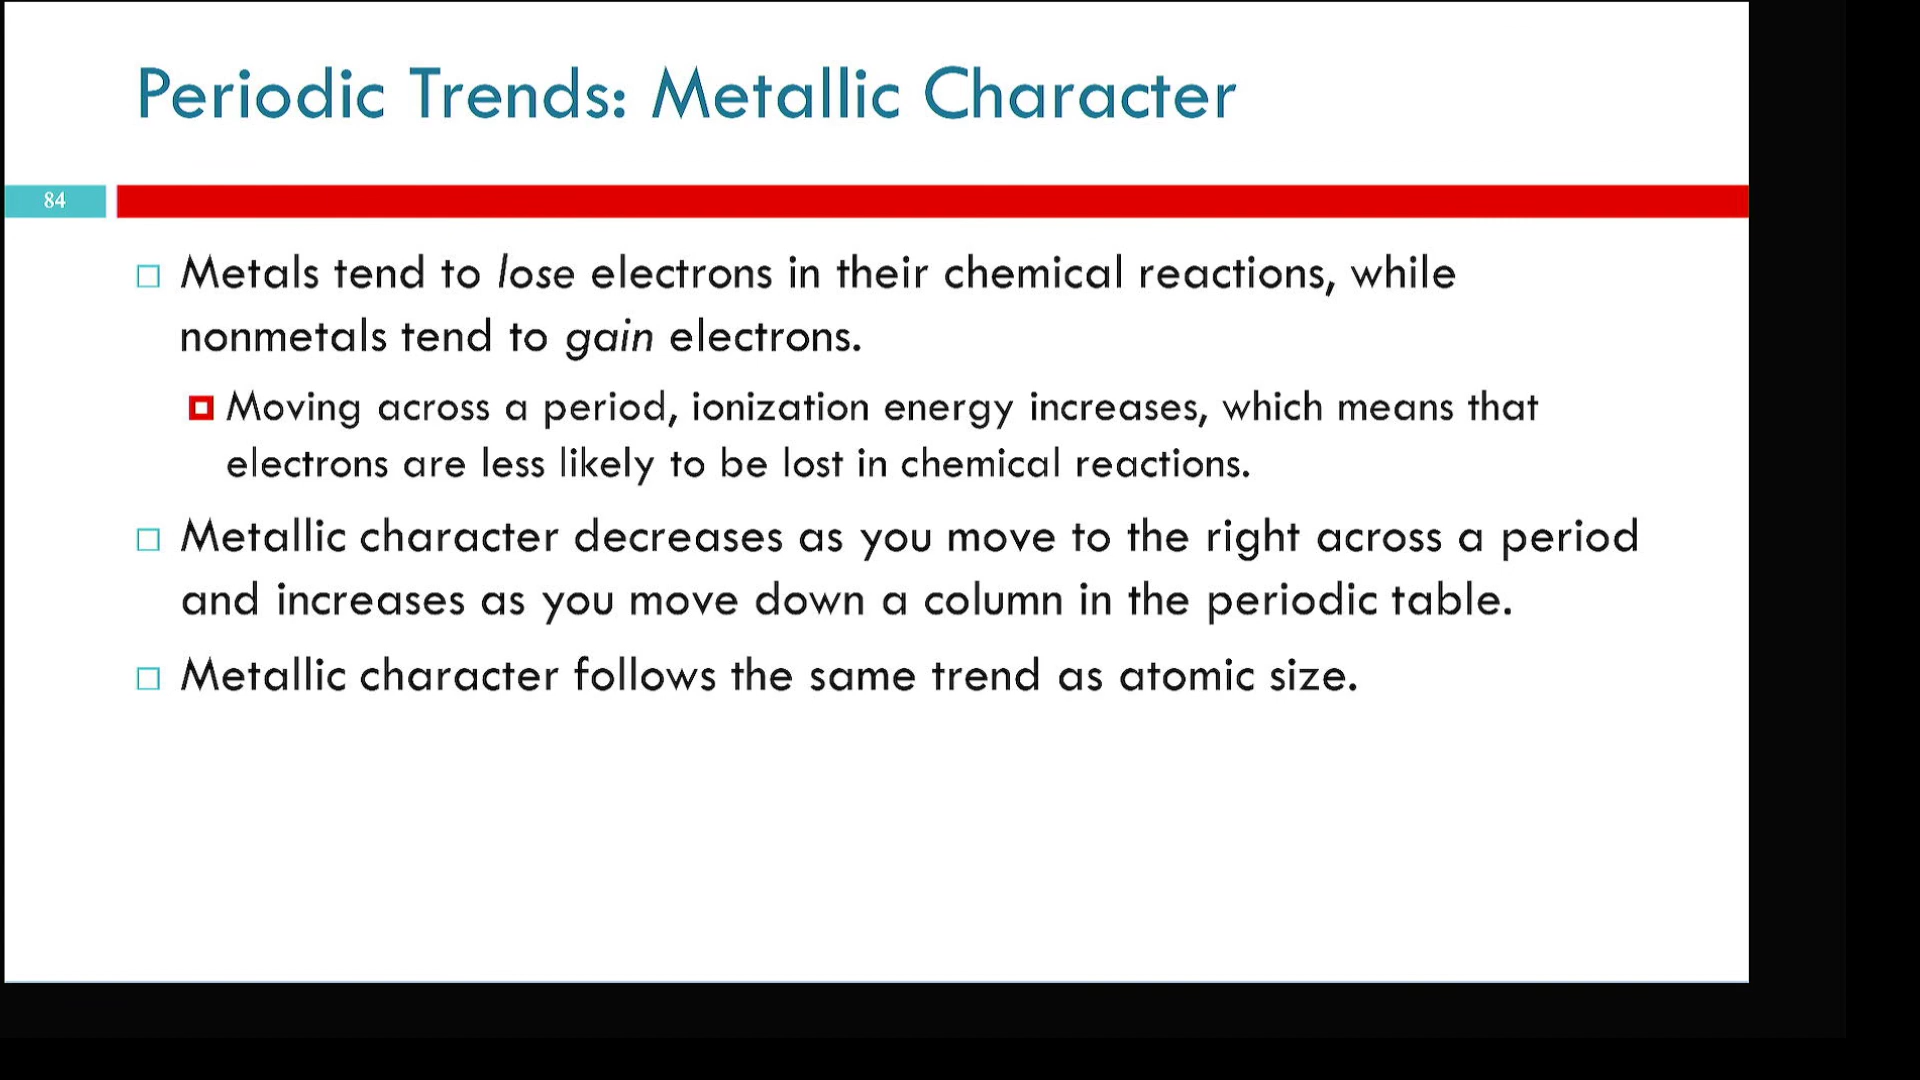 Periodic Trends: Metallic Character
84
Metals tend to lose electrons in their chemical reactions, while
nonmetals tend to gain electrons.
Moving across a period, ionization energy increases, which means that
electrons are less likely to be lost in chemical reactions.
Metallic character decreases as you move to the right across a period
and increases as you move down a column in the periodic table.
Metallic character follows the same trend as atomic size.